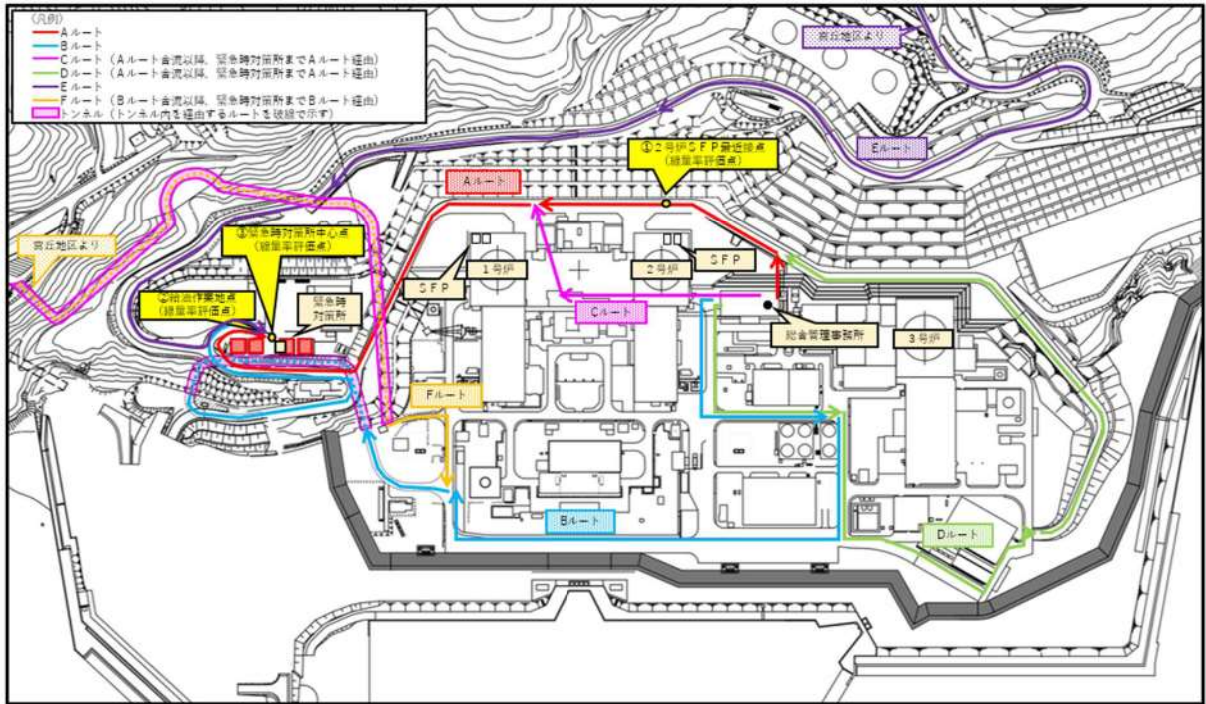 (凡例)
Aルート
Bルート
Cルート（Aルート合流以降、緊急時対策所までAルート経由）
Dルート（Aルート合流以降、緊急時対策所までAルート経由）
Eルート
Fルート（Bルート合流以降、緊急時対策所までBルート経由）
トンネル（トンネル内を経由するルートを破線で示す）
宮丘地区より
Eルート
①2号炉SFP最近接点
（線量率評価点）
Aルート
宮丘地区より
③緊急時対策所中心点
（線量率評価点）
②給油作業地点
（線量率評価点）
緊急時
対策所
SFP
1号炉
2号炉
SFP
Cルート
総合管理事務所
3号炉
Fルート
Bルート
Dルート